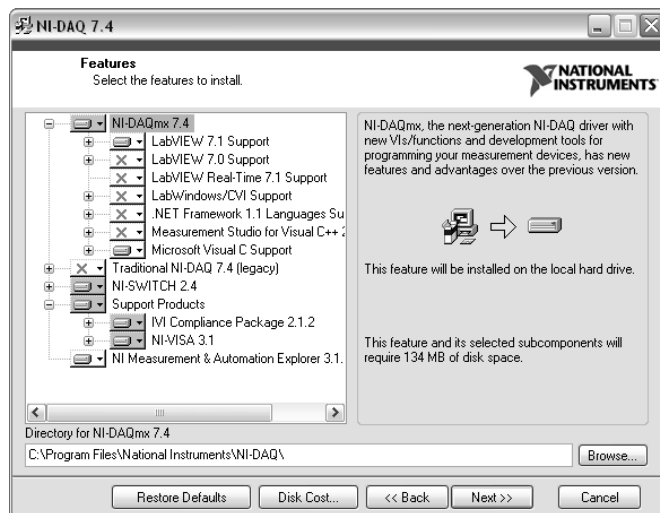 NI-DAQ 7.4
Features
Select the features to install.
NATIONAL
INSTRUMENTS
NI-DAQmx 7.4
LabVIEW 7.1 Support
LabVIEW 7.0 Support
LabVIEW Real-Time 7.1 Support
LabWindows/CVI Support
.NET Framework 1.1 Languages Su
Measurement Studio for Visual C++ 2
Microsoft Visual C Support
Traditional NI-DAQ 7.4 (legacy)
NI-SWITCH 2.4
Support Products
IVI Compliance Package 2.1.2
NI-VISA 3.1
NI Measurement & Automation Explorer 3.1.
NI-DAQmx, the next-generation NI-DAQ driver with
new VIs/functions and development tools for
programming your measurement devices, has new
features and advantages over the previous version.
This feature will be installed on the local hard drive.
This feature and its selected subcomponents will
require 134 MB of disk space.
Directory for NI-DAQmx 7.4
C:\Program Files\National Instruments\NI-DAQ\
Browse...
Restore Defaults
Disk Cost...
<< Back
Next >>
Cancel